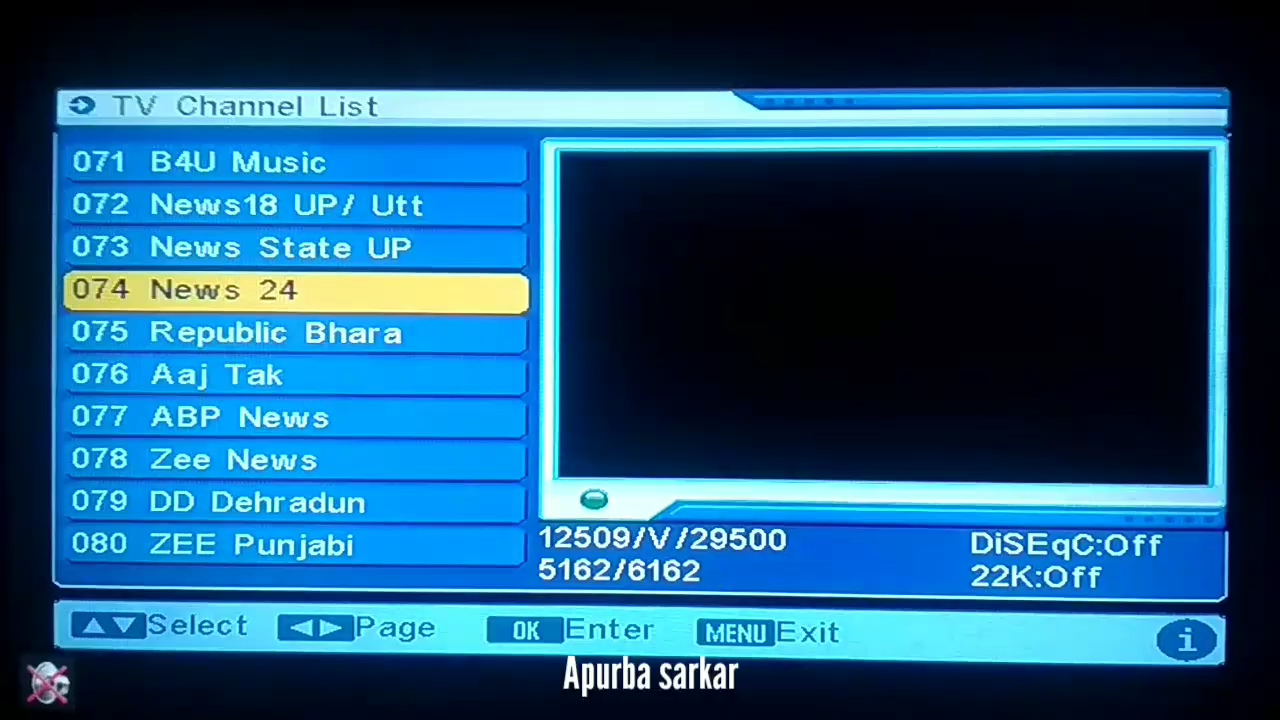 TV Channel List
071 B4U Music
072 News18 UP/ Utt
073 News State UP
074 News 24
075 Republic Bhara
076 Aaj Tak
077 ABP News
078 Zee News
079 DD Dehradun
080 ZEE Punjabi
12509/V/29500
5162/6162
DiSEqC:Off
22K:Off
Select Page OK Enter MENU Exit i
Apurba sarkar